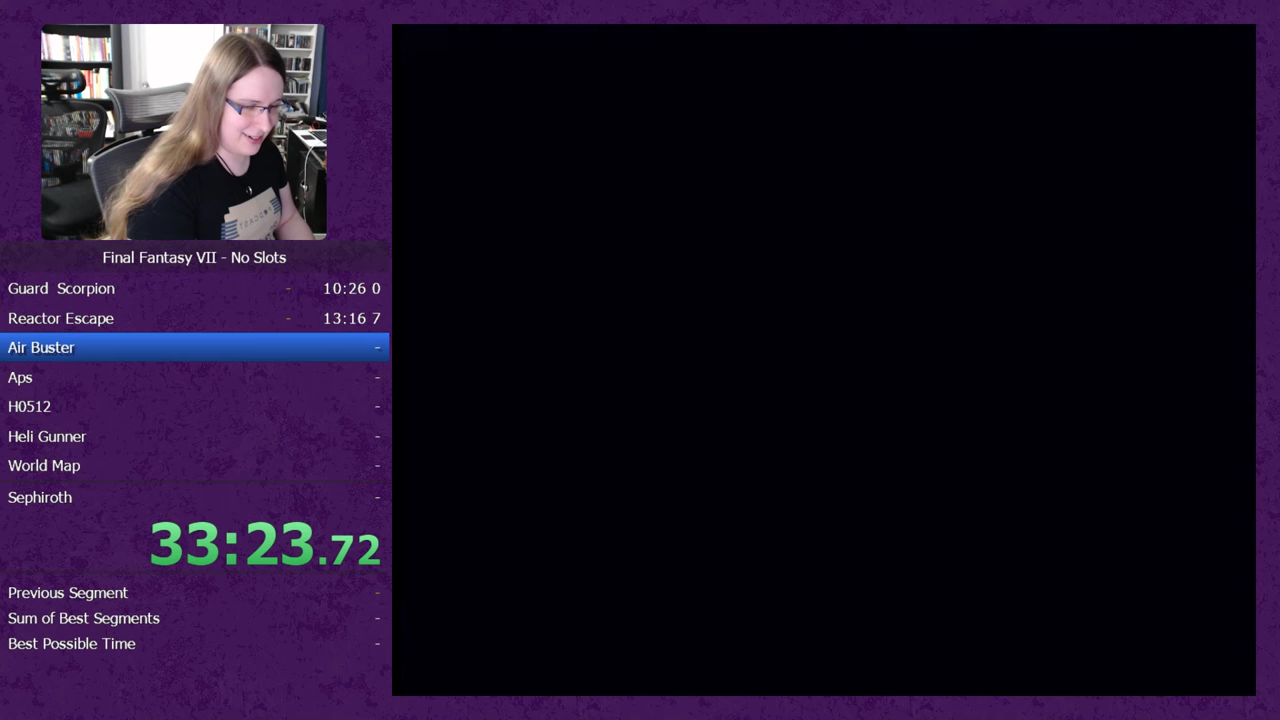 Final Fantasy VII - No Slots
Guard Scorpion - 10:26 0
Reactor Escape - 13:16 7
Air Buster -
Aps -
H0512 -
Heli Gunner -
World Map -
Sephiroth -
33:23.72
Previous Segment -
Sum of Best Segments -
Best Possible Time -